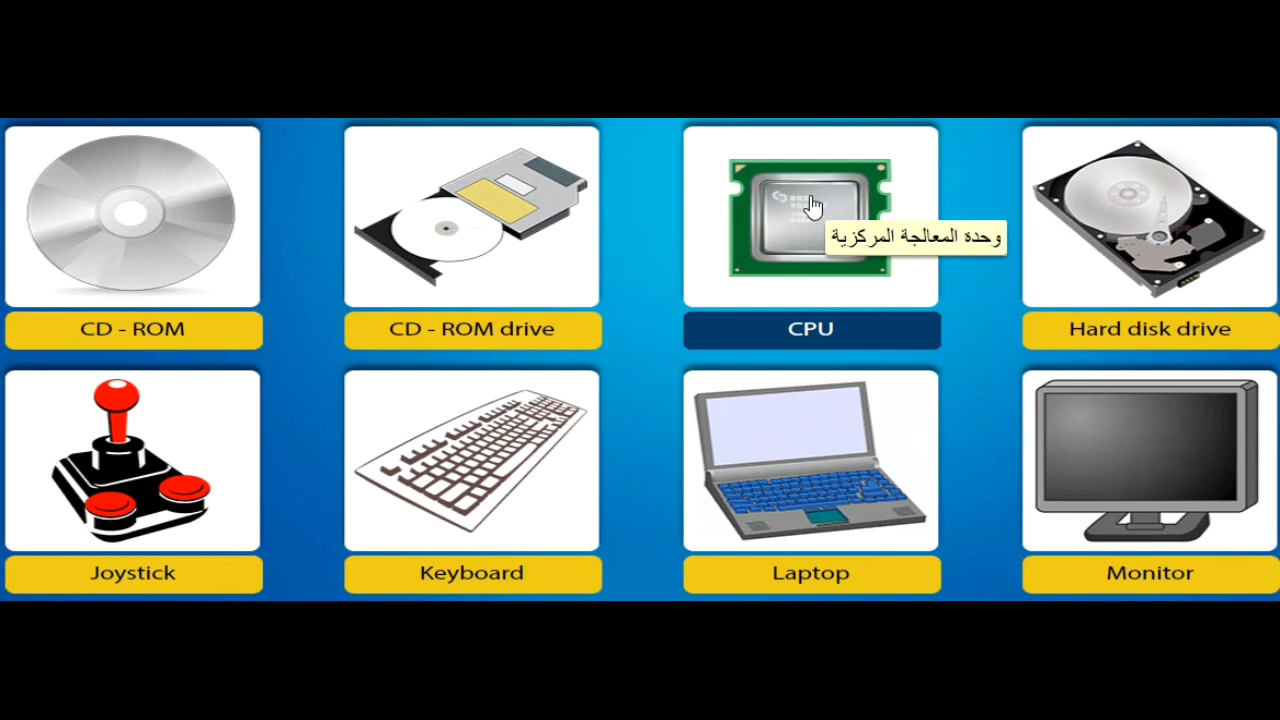 وحدة المعالجة المركزية
CD - ROM
CD - ROM drive
CPU
Hard disk drive
Joystick
Keyboard
Laptop
Monitor